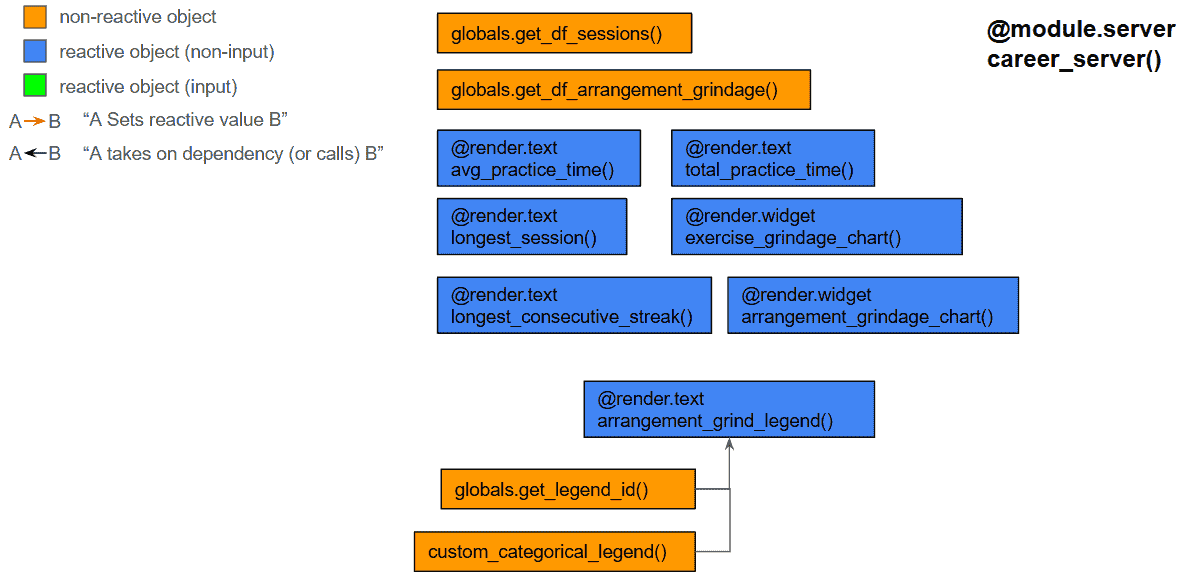 non-reactive object
reactive object (non-input)
reactive object (input)
A → B “A Sets reactive value B”
A ← B “A takes on dependency (or calls) B”
@module.server
career_server()
globals.get_df_sessions()
globals.get_df_arrangement_grindage()
@render.text
avg_practice_time()
@render.text
total_practice_time()
@render.text
longest_session()
@render.widget
exercise_grindage_chart()
@render.text
longest_consecutive_streak()
@render.widget
arrangement_grindage_chart()
@render.text
arrangement_grind_legend()
globals.get_legend_id()
custom_categorical_legend()